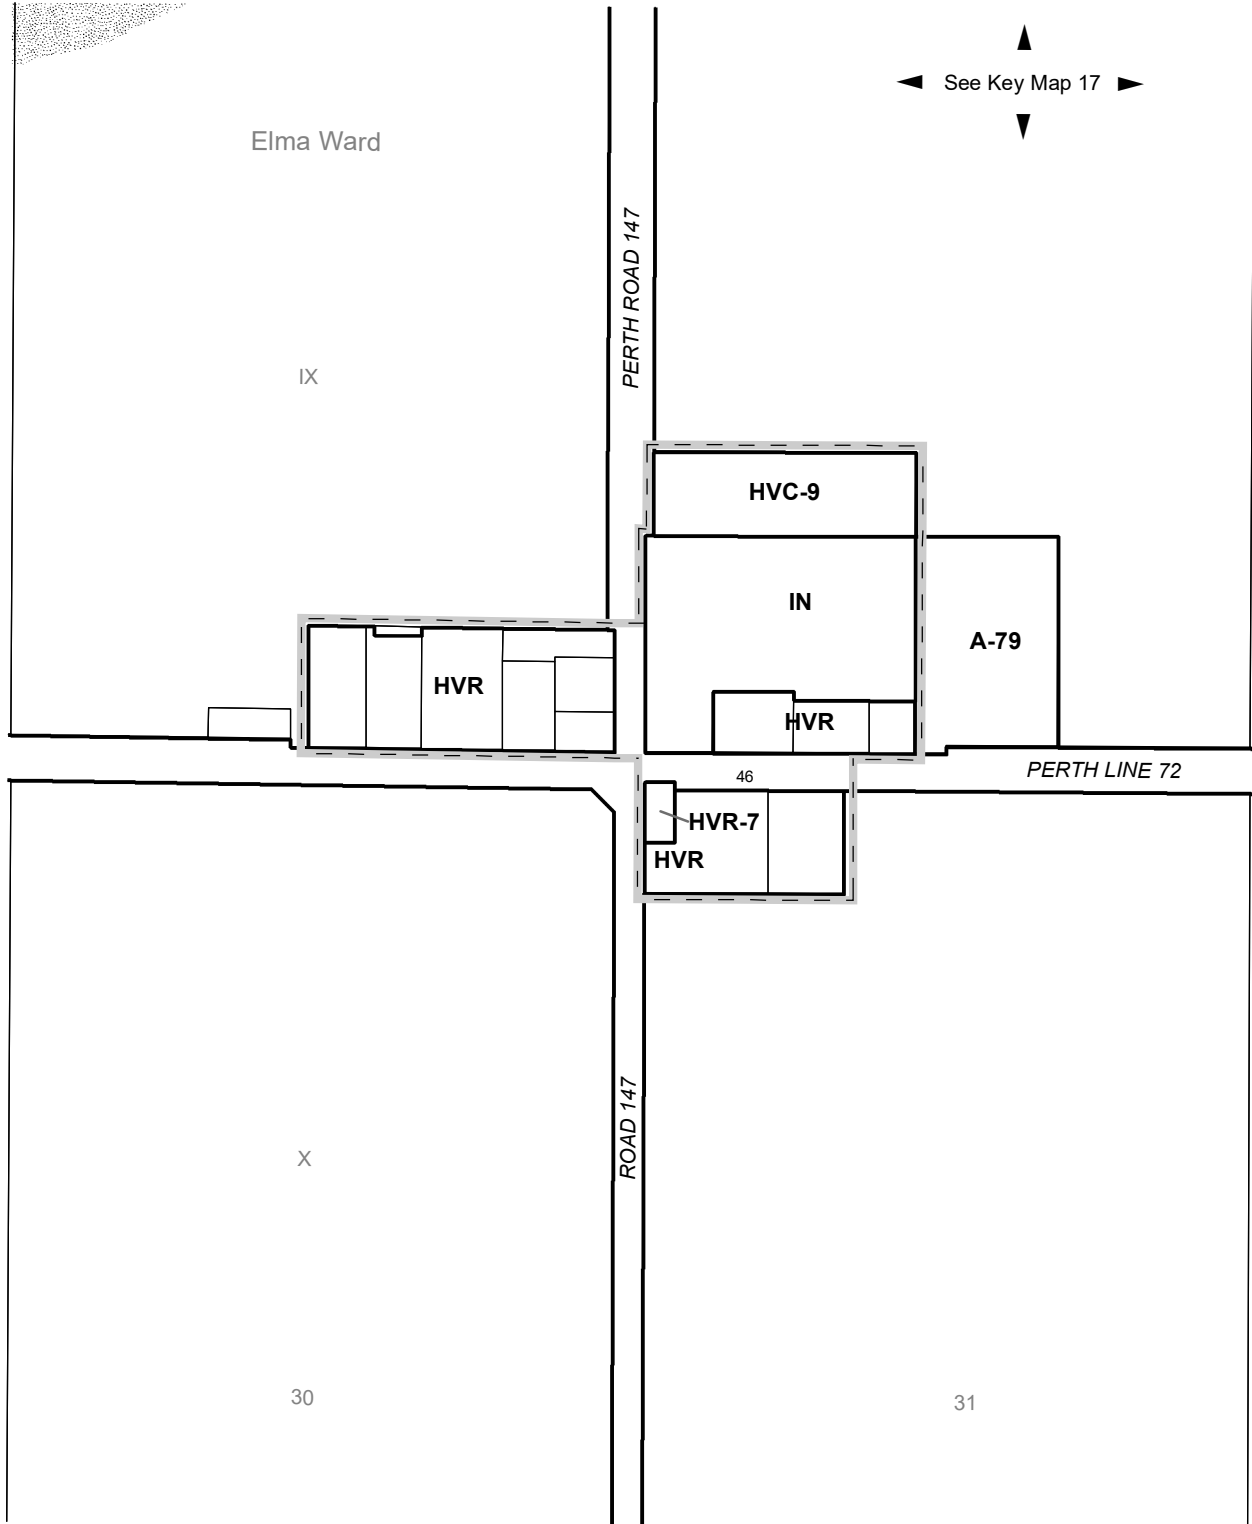 See Key Map 17
Elma Ward
PERTH ROAD 147
IX
HVC-9
IN
A-79
HVR
HVR
PERTH LINE 72
46
HVR-7
HVR
ROAD 147
X
30
31